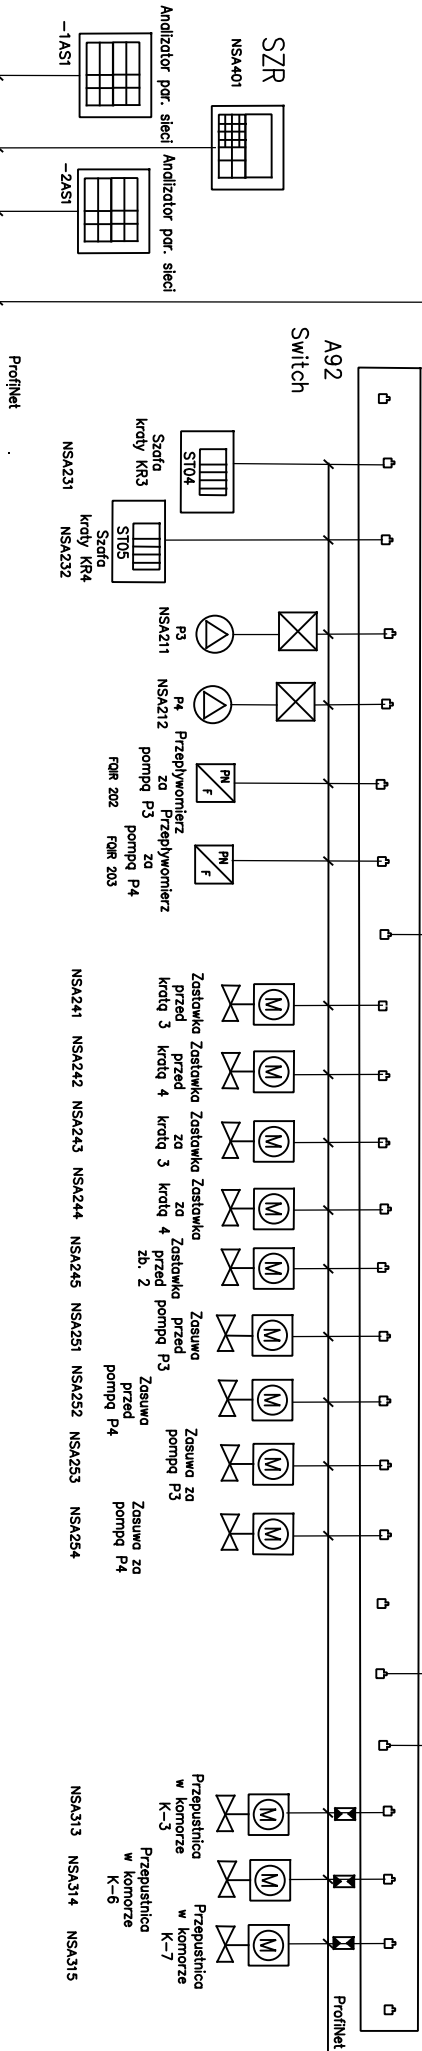 SZR
NSA401
Analizator par. sieci
-1AS1
Analizator par. sieci
-2AS1
ProfiNet
A92
Switch
ST04
Szafa
kraty KR3
NSA231
ST05
Szafa
kraty KR4
NSA232
P3
NSA211
P4
NSA212
PN
F
Przepływomierz
za
pompą P3
FQIR 202
PN
F
Przepływomierz
za
pompą P4
FQIR 203
M
Zastawka
przed
kratą 3
NSA241
M
Zastawka
przed
kratą 4
NSA242
M
Zastawka
za
kratą 3
NSA243
M
Zastawka
za
kratą 4
NSA244
M
Zastawka
przed
zb. 2
NSA245
M
Zasuwa
przed
pompą P3
NSA251
M
Zasuwa
przed
pompą P4
NSA252
M
Zasuwa za
pompą P3
NSA253
M
Zasuwa za
pompą P4
NSA254
M
Przepustnica
w komorze
K-3
NSA313
M
Przepustnica
w komorze
K-6
NSA314
M
Przepustnica
w komorze
K-7
NSA315
ProfiNet